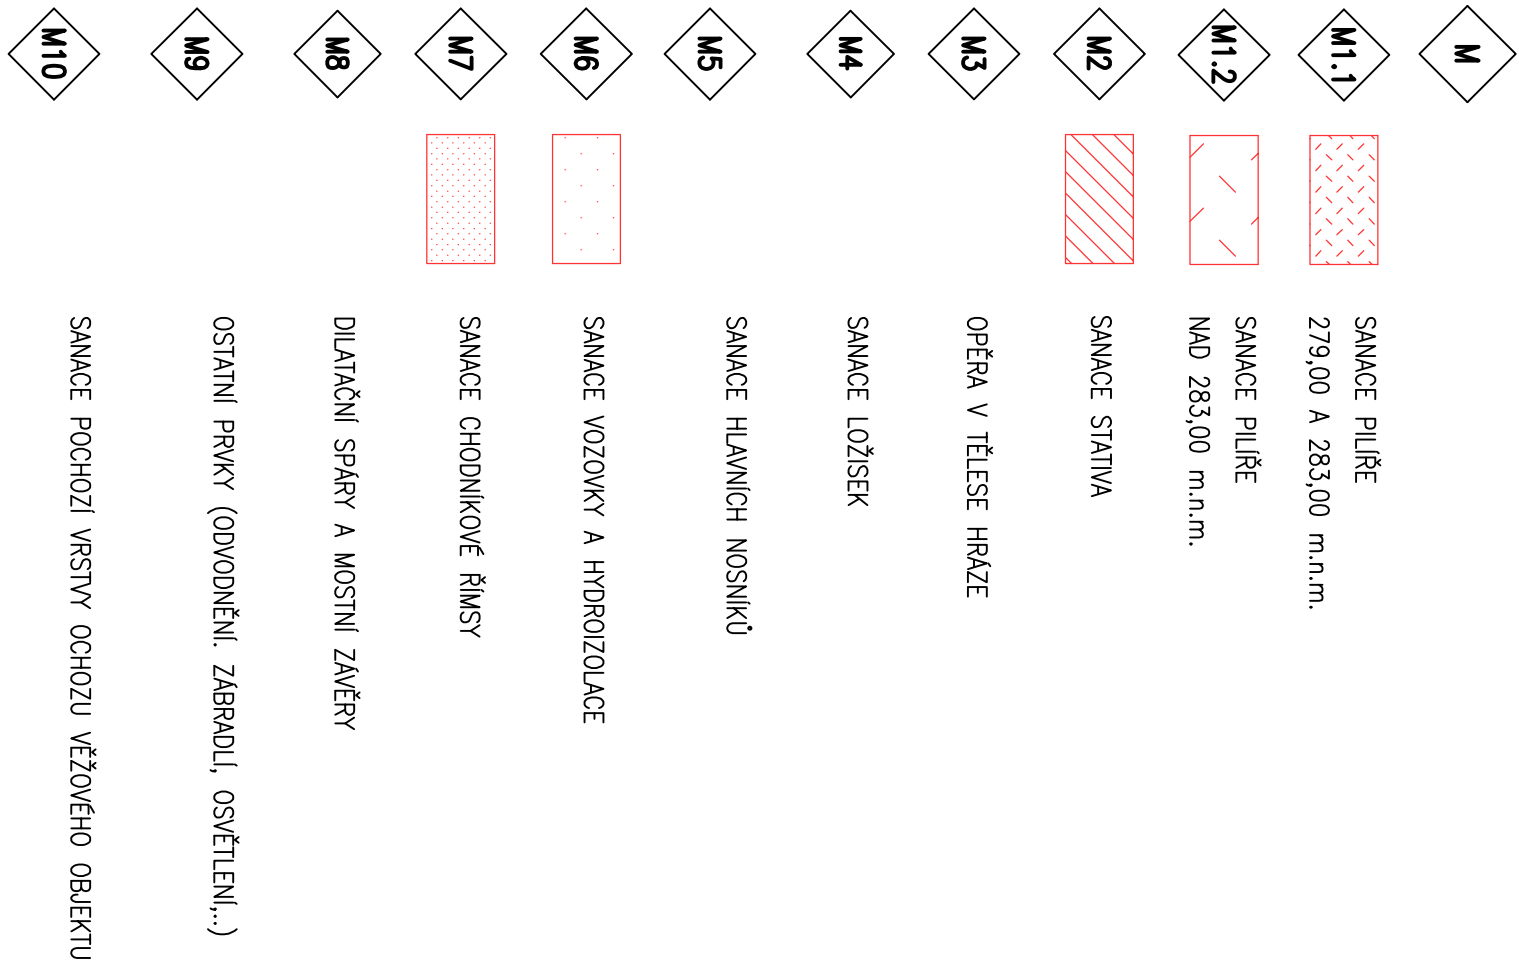 M
M1.1
SANACE PILÍŘE
279,00 A 283,00 m.n.m.
M1.2
SANACE PILÍŘE
NAD 283,00 m.n.m.
M2
SANACE STATIVA
M3
OPĚRA V TĚLESE HRÁZE
M4
SANACE LOŽISEK
M5
SANACE HLAVNÍCH NOSNÍKŮ
M6
SANACE VOZOVKY A HYDROIZOLACE
M7
SANACE CHODNÍKOVÉ ŘÍMSY
M8
DILATAČNÍ SPÁRY A MOSTNÍ ZÁVĚRY
M9
OSTATNÍ PRVKY (ODVODNĚNÍ. ZÁBRADLÍ, OSVĚTLENÍ,..)
M10
SANACE POCHOZÍ VRSTVY OCHOZU VĚŽOVÉHO OBJEKTU